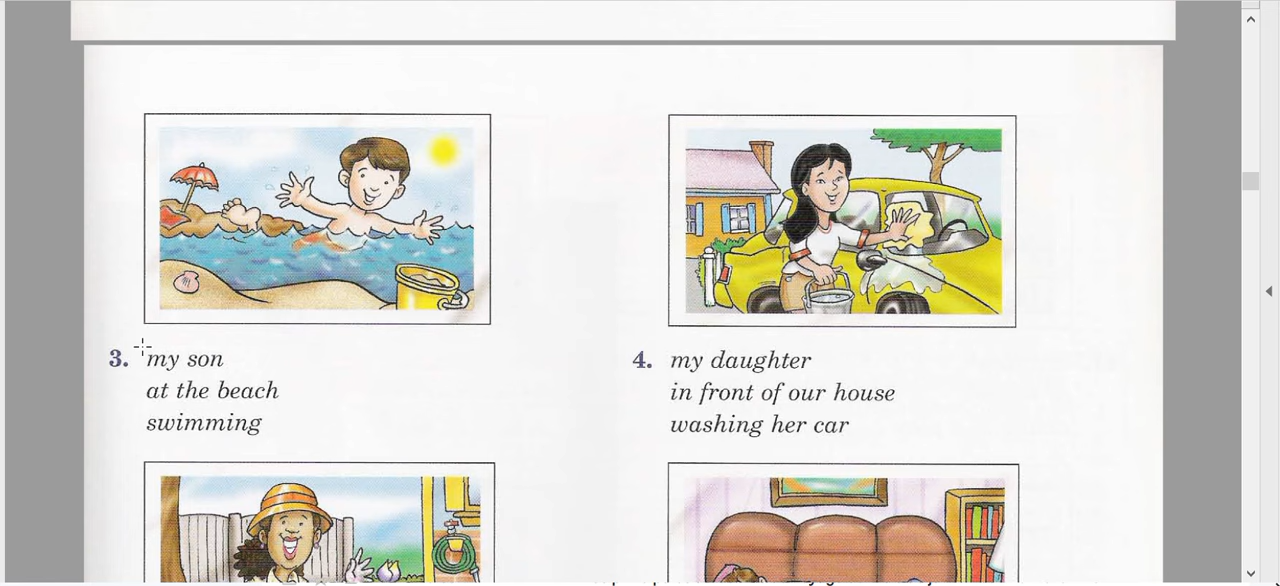 3. my son
at the beach
swimming
4. my daughter
in front of our house
washing her car